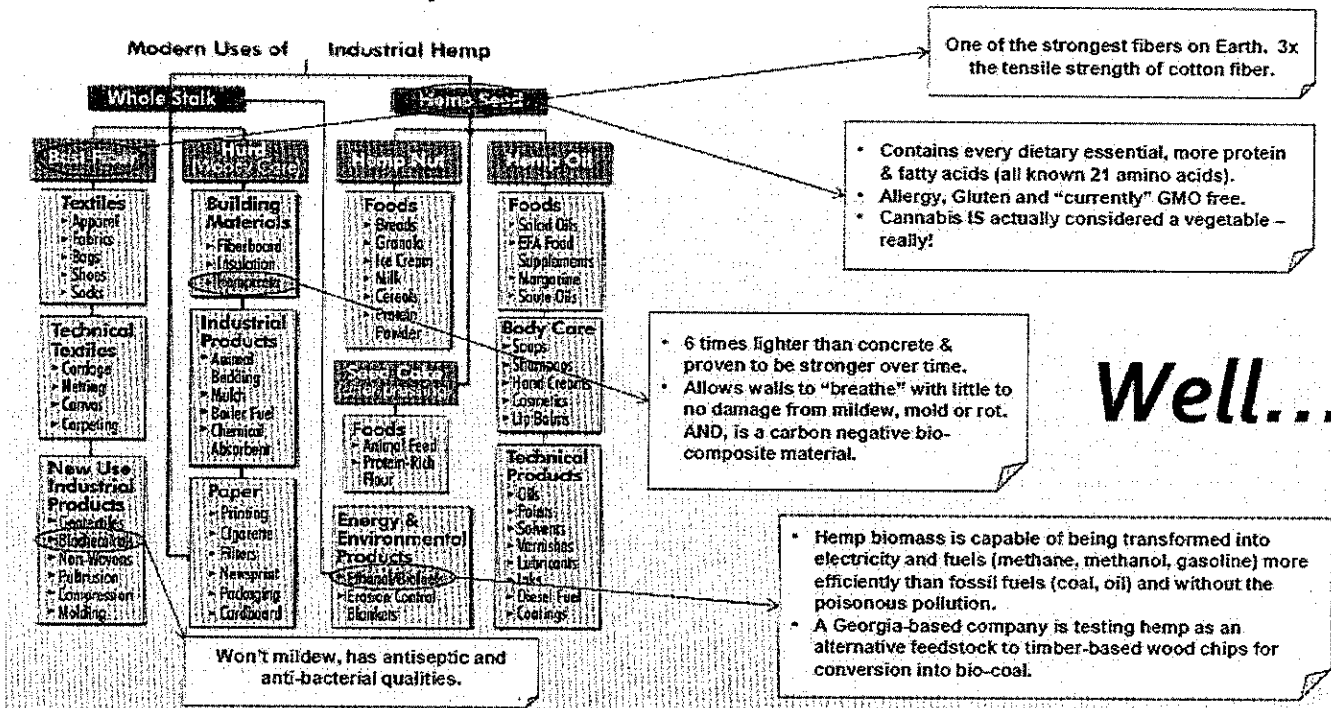 Modern Uses of Industrial Hemp
Whole Stalk
Hemp Seed
Bast Fiber
Hurd
Hemp Nut
Hemp Oil
Textiles
Apparel
Fabrics
Bags
Shoes
Socks
Technical
Textiles
Cordage
Netting
Canvas
Carpeting
New Use
Industrial
Products
Geotextiles
Non-Wovens
Pultrusion
Compression
Molding
Building
Materials
Fiberboard
Insulation
Industrial
Products
Animal
Bedding
Mulch
Boiler Fuel
Chemical
Absorbent
Paper
Printing
Cigarette
Filters
Newsprint
Packaging
Cardboard
Foods
Breads
Granola
Ice Cream
Milk
Cereals
Protein
Powder
Foods
Animal Feed
Protein-Rich
Flour
Energy &
Environmental
Products
Ethanol/Biofuels
Erosion Control
Blankets
Foods
Salad Oils
EFA Food
Supplements
Margarine
Saute Oils
Body Care
Soaps
Shampoos
Hand Creams
Cosmetics
Lip Balms
Technical
Products
Oils
Paints
Solvents
Varnishes
Lubricants
Inks
Diesel Fuel
Coatings
One of the strongest fibers on Earth. 3x
the tensile strength of cotton fiber.
• Contains every dietary essential, more protein
& fatty acids (all known 21 amino acids).
• Allergy, Gluten and "currently" GMO free.
• Cannabis IS actually considered a vegetable –
really!
• 6 times lighter than concrete &
proven to be stronger over time.
• Allows walls to "breathe" with little to
no damage from mildew, mold or rot.
AND, is a carbon negative bio-
composite material.
Well...
• Hemp biomass is capable of being transformed into
electricity and fuels (methane, methanol, gasoline) more
efficiently than fossil fuels (coal, oil) and without the
poisonous pollution.
• A Georgia-based company is testing hemp as an
alternative feedstock to timber-based wood chips for
conversion into bio-coal.
Won't mildew, has antiseptic and
anti-bacterial qualities.